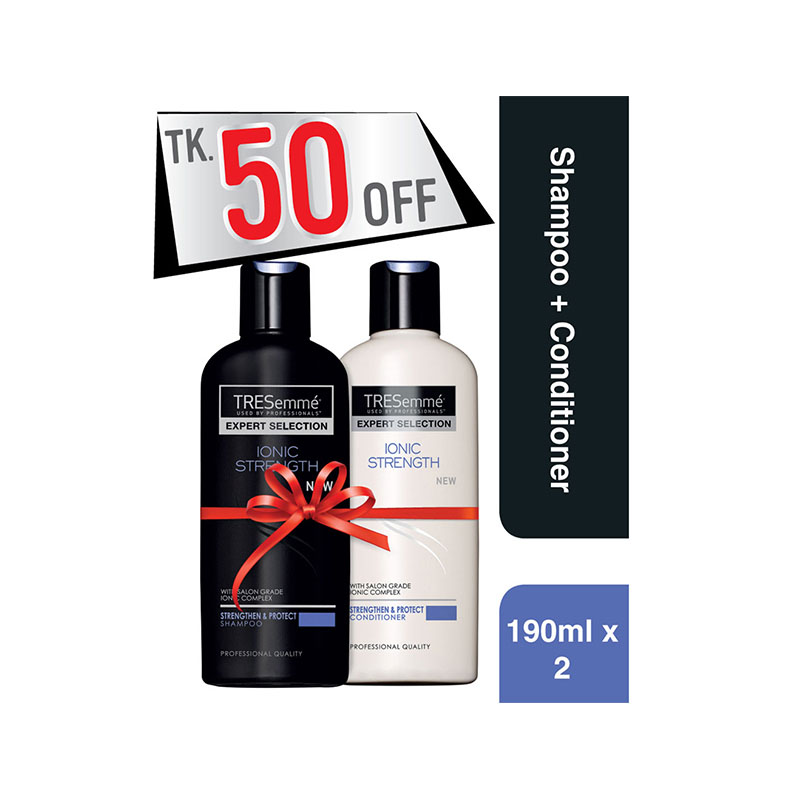 TK. 50 OFF
TRESemmé
USED BY PROFESSIONALS™
EXPERT SELECTION
IONIC
STRENGTH
NEW
WITH SALON GRADE
IONIC COMPLEX
STRENGTHEN & PROTECT
SHAMPOO
PROFESSIONAL QUALITY
TRESemmé
USED BY PROFESSIONALS™
EXPERT SELECTION
IONIC
STRENGTH
NEW
WITH SALON GRADE
IONIC COMPLEX
STRENGTHEN & PROTECT
CONDITIONER
PROFESSIONAL QUALITY
Shampoo + Conditioner
190ml x
2